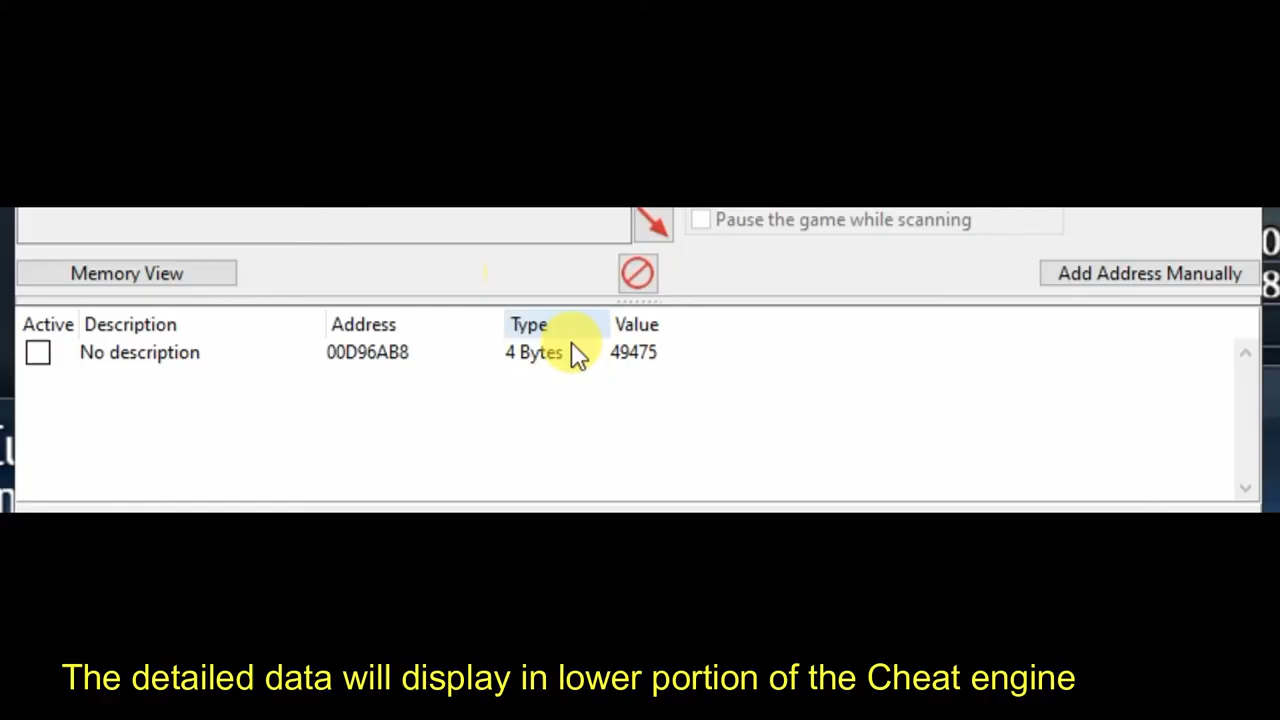 Pause the game while scanning
Memory View
Add Address Manually
Active Description Address Type Value
No description 00D96AB8 4 Bytes 49475
The detailed data will display in lower portion of the Cheat engine